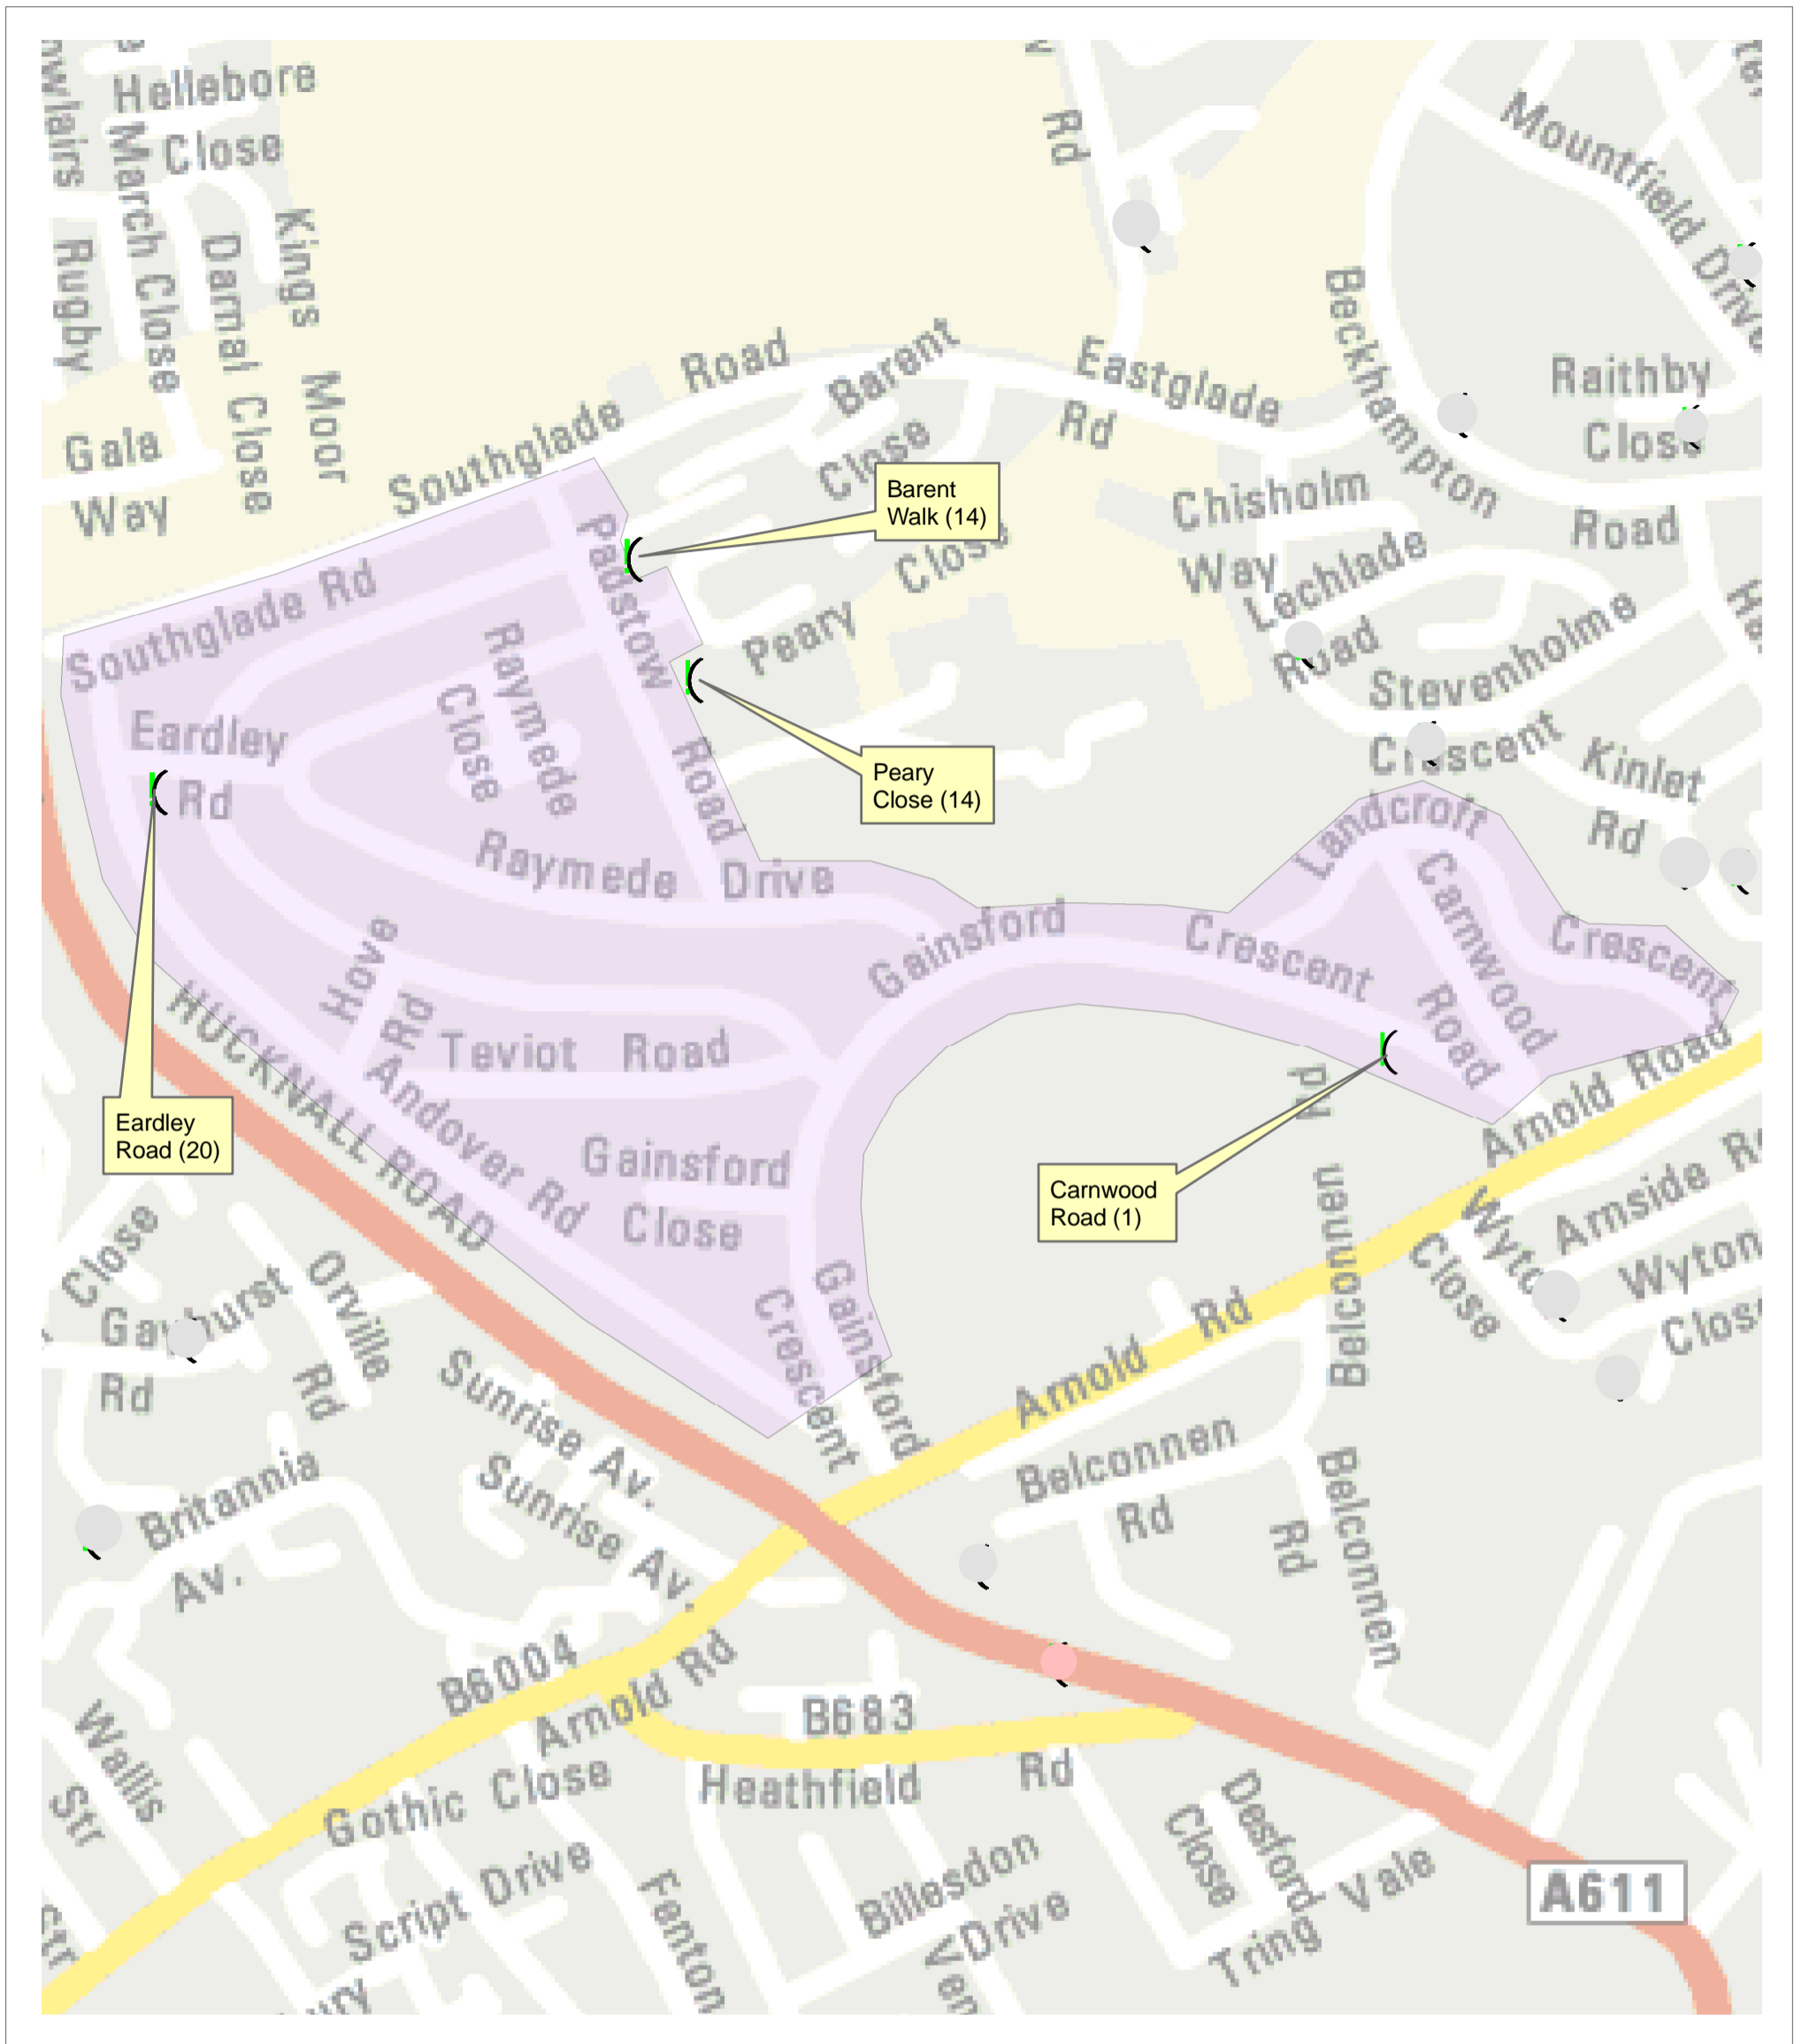 Hellebore
Close
March Close
Rugby
Darnel Close
Kings Moor
Gala
Way
Rd
Mountfield Drive
Southglade Road
Barent
Close
Eastglade
Rd
Beckhampton
Road
Raithby
Close
Barent
Walk (14)
Chisholm
Way
Lechlade
Road
Stevenholme
Crescent
Kinlet
Rd
Peary Close
Padstow Road
Southglade Rd
Raymede
Close
Eardley
Rd
Peary
Close (14)
Raymede Drive
Landcroft Crescent
Carnwood
Road
Gainsford Crescent
Hove
Rd
Teviot Road
HUCKNALL ROAD
Andover Rd
Eardley
Road (20)
Gainsford
Close
Gainsford
Crescent
Carnwood
Road (1)
Arnold Road
Belconnen Rd
Arnside
Wyton
Close
Close
Orville
Rd
Gayhurst
Rd
Sunrise Av.
Sunrise Av.
Arnold Rd
Belconnen
Rd
Belconnen
Rd
Britannia
Av.
B6004
Arnold Rd
B683
Heathfield Rd
Wallis
Str
Gothic Close
Script Drive
Fenton
Billesdon
Drive
Desford
Close
Tring Vale
A611